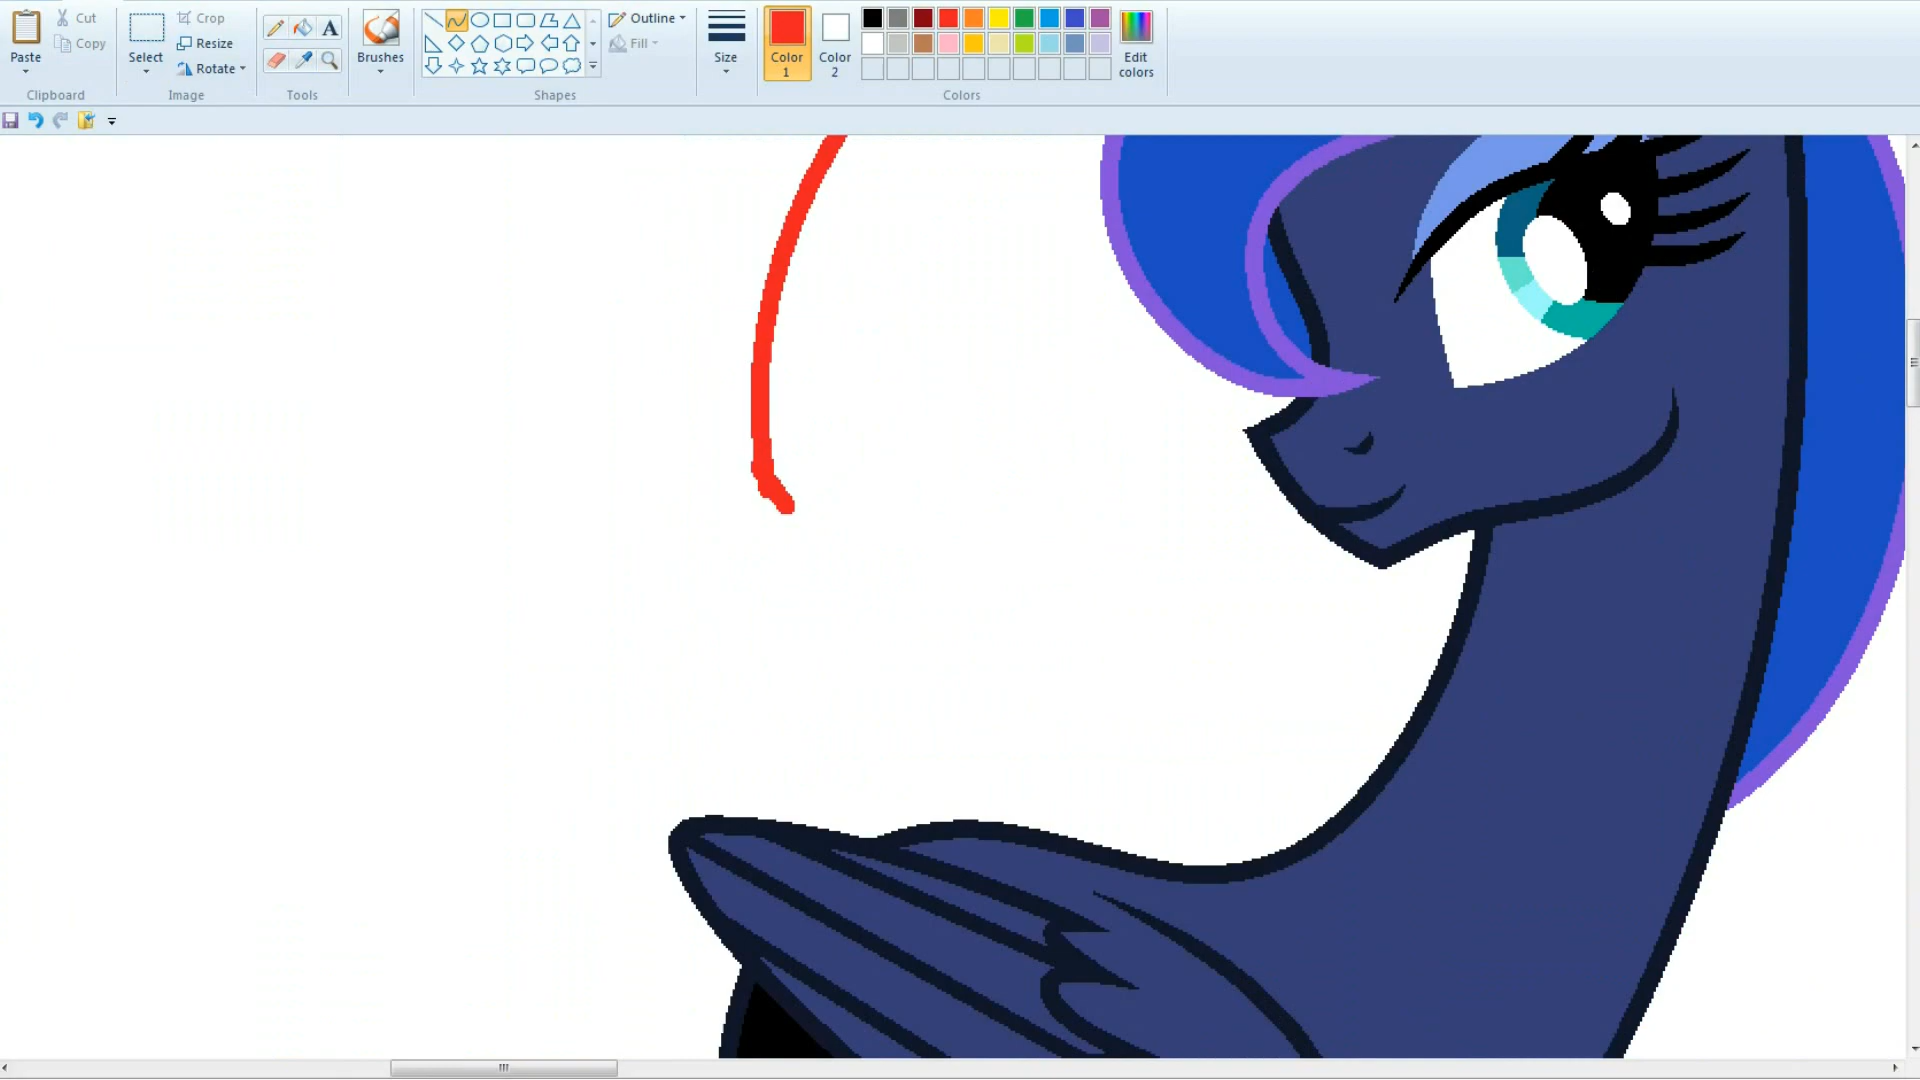 Paste
Cut
Copy
Clipboard
Select
Crop
Resize
Rotate
Image
A
Tools
Brushes
Outline
Fill
Shapes
Size
Color
1
Color
2
Edit
colors
Colors